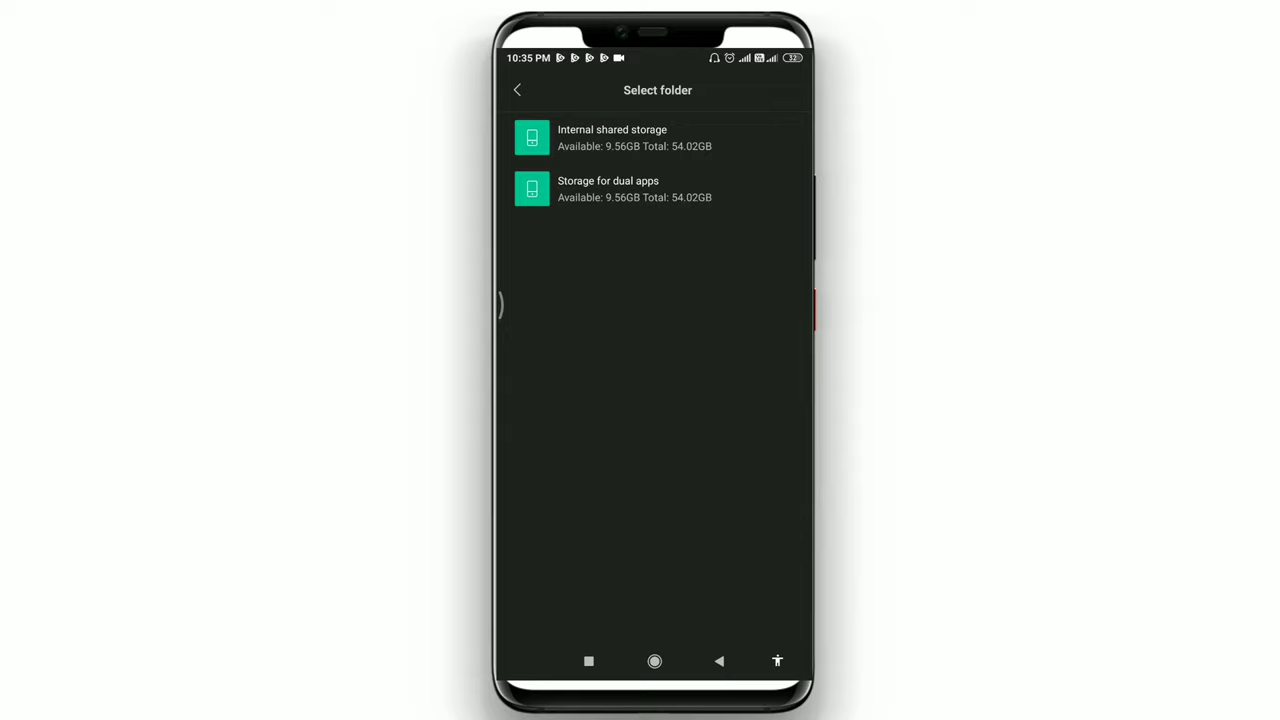 10:35 PM
32
Select folder
Internal shared storage
Available: 9.56GB Total: 54.02GB
Storage for dual apps
Available: 9.56GB Total: 54.02GB